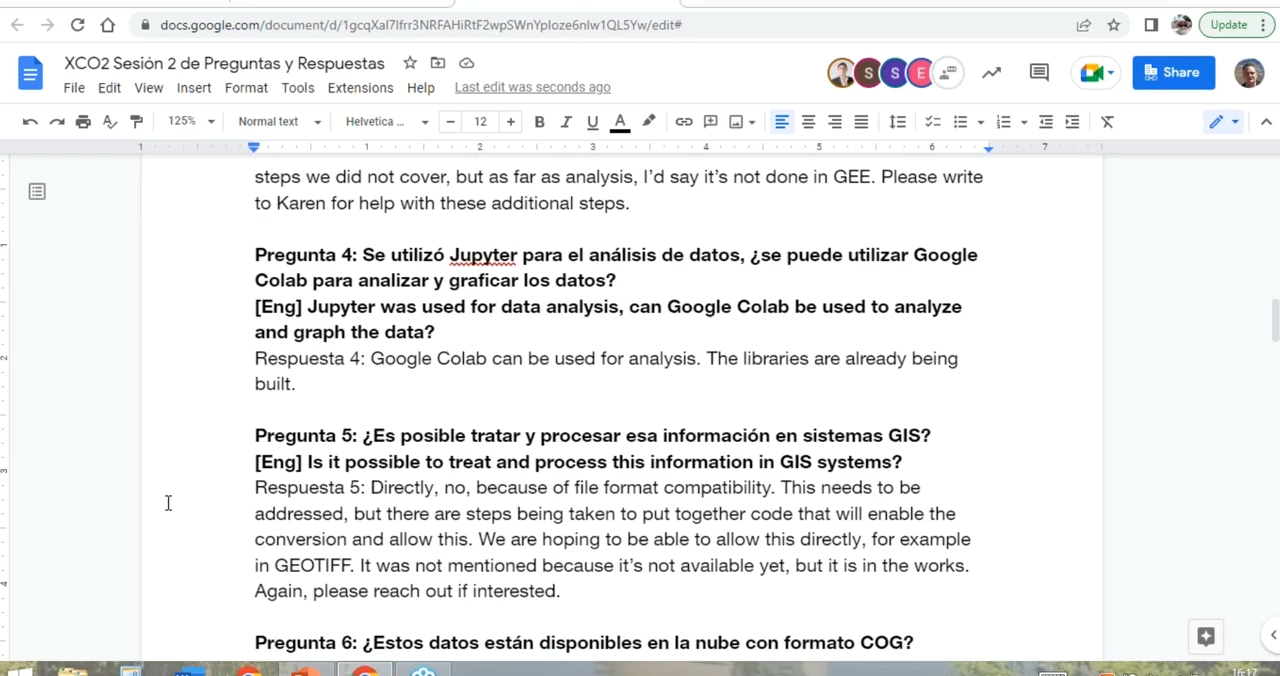 docs.google.com/document/d/1gcqXal7Ifrr3NRFAHiRtF2wpSWnYpIoze6nlw1QL5Yw/edit#
Update
XCO2 Sesión 2 de Preguntas y Respuestas
S S E
Share
File Edit View Insert Format Tools Extensions Help Last edit was seconds ago
125% Normal text Helvetica ... − 12 + B I U A
1 1 2 3 4 5 6 7
steps we did not cover, but as far as analysis, I'd say it's not done in GEE. Please write
to Karen for help with these additional steps.
Pregunta 4: Se utilizó Jupyter para el análisis de datos, ¿se puede utilizar Google
Colab para analizar y graficar los datos?
[Eng] Jupyter was used for data analysis, can Google Colab be used to analyze
and graph the data?
Respuesta 4: Google Colab can be used for analysis. The libraries are already being
built.
Pregunta 5: ¿Es posible tratar y procesar esa información en sistemas GIS?
[Eng] Is it possible to treat and process this information in GIS systems?
Respuesta 5: Directly, no, because of file format compatibility. This needs to be
addressed, but there are steps being taken to put together code that will enable the
conversion and allow this. We are hoping to be able to allow this directly, for example
in GEOTIFF. It was not mentioned because it's not available yet, but it is in the works.
Again, please reach out if interested.
Pregunta 6: ¿Estos datos están disponibles en la nube con formato COG?
16:17